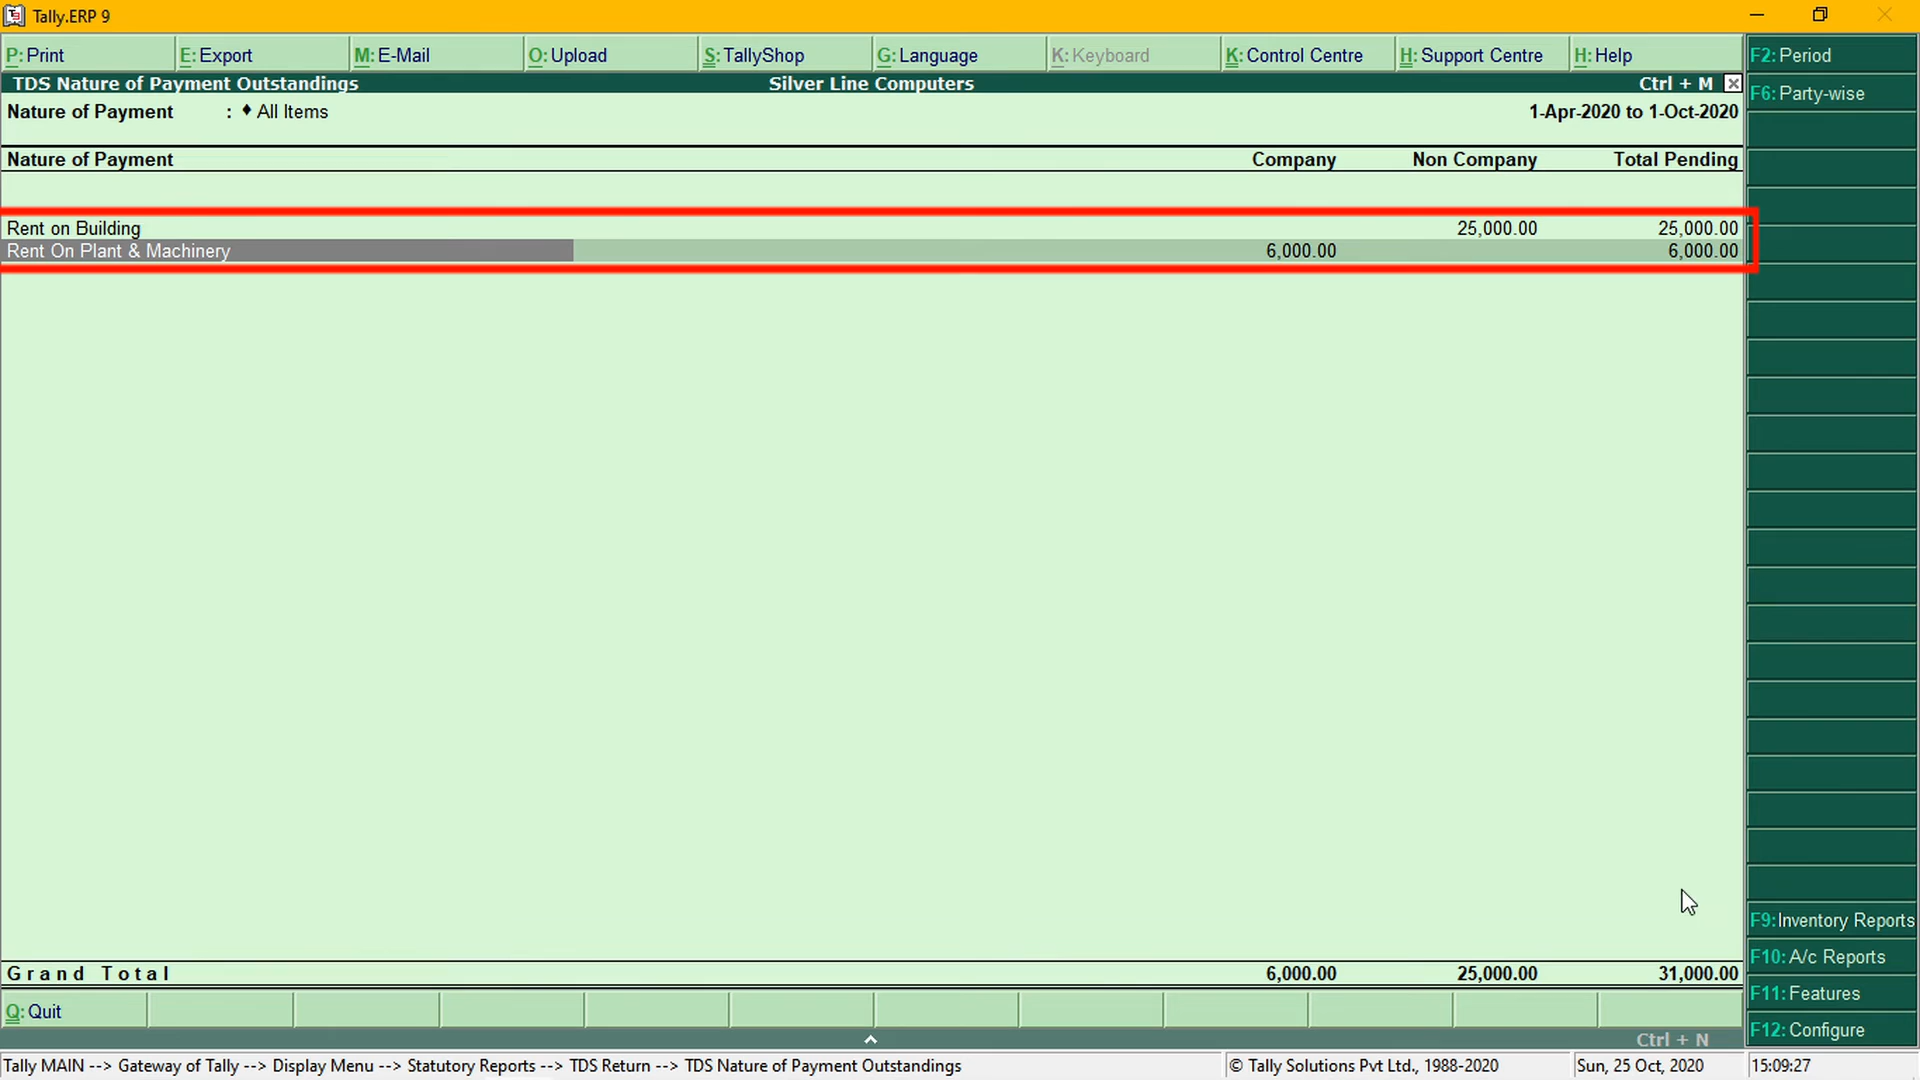 Tally.ERP 9
P: Print E: Export M: E-Mail O: Upload S: TallyShop G: Language K: Keyboard K: Control Centre H: Support Centre H: Help
F2: Period
TDS Nature of Payment Outstandings Silver Line Computers Ctrl + M
F6: Party-wise
Nature of Payment : ♦ All Items 1-Apr-2020 to 1-Oct-2020
Nature of Payment Company Non Company Total Pending
Rent on Building 25,000.00 25,000.00
Rent On Plant & Machinery 6,000.00 6,000.00
F9: Inventory Reports
F10: A/c Reports
Grand Total 6,000.00 25,000.00 31,000.00
F11: Features
Q: Quit
F12: Configure
Ctrl + N
Tally MAIN --> Gateway of Tally --> Display Menu --> Statutory Reports --> TDS Return --> TDS Nature of Payment Outstandings © Tally Solutions Pvt Ltd., 1988-2020 Sun, 25 Oct, 2020 15:09:27